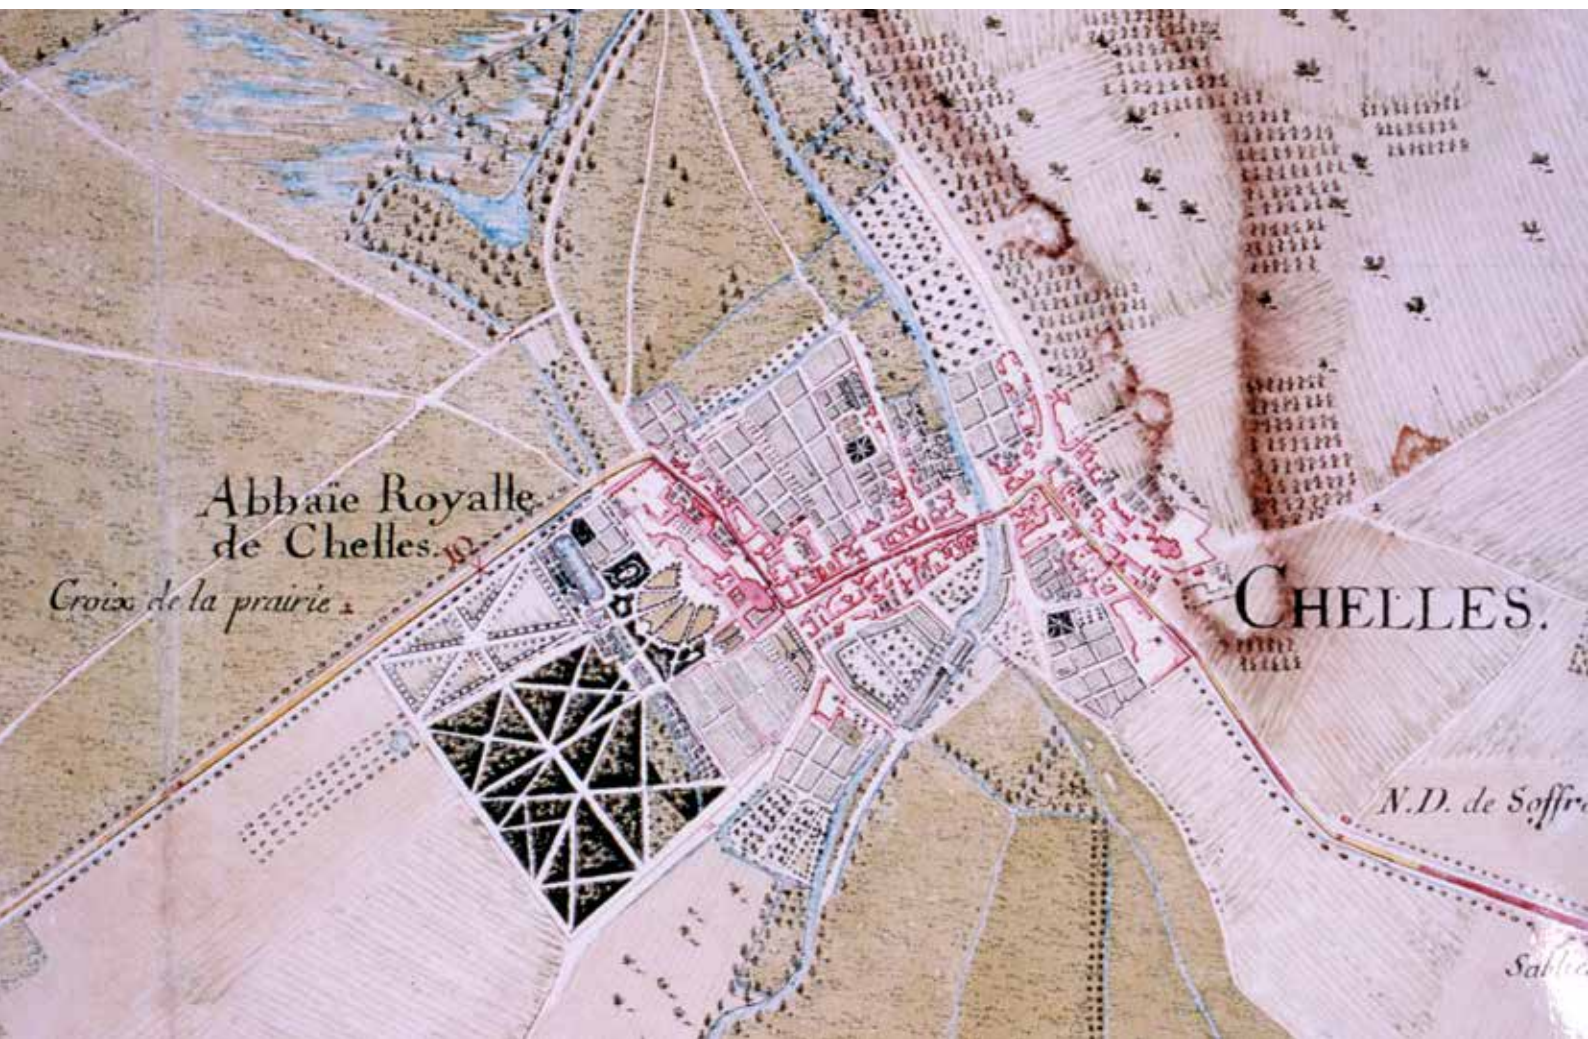 Abbaïe Royalle
de Chelles.
Croix de la prairie
CHELLES.
N.D. de Soffr